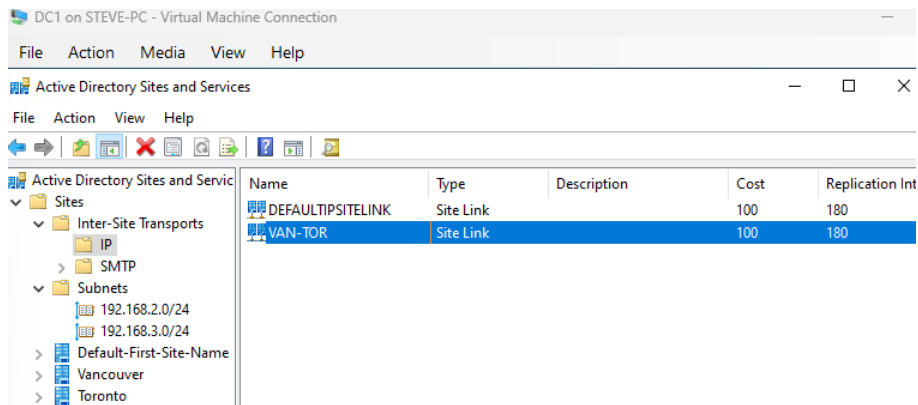 DC1 on STEVE-PC - Virtual Machine Connection
File Action Media View Help
Active Directory Sites and Services
File Action View Help
Active Directory Sites and Servic
Name Type Description Cost Replication Int
Sites
DEFAULTIPSITELINK Site Link 100 180
Inter-Site Transports
VAN-TOR Site Link 100 180
IP
SMTP
Subnets
192.168.2.0/24
192.168.3.0/24
Default-First-Site-Name
Vancouver
Toronto